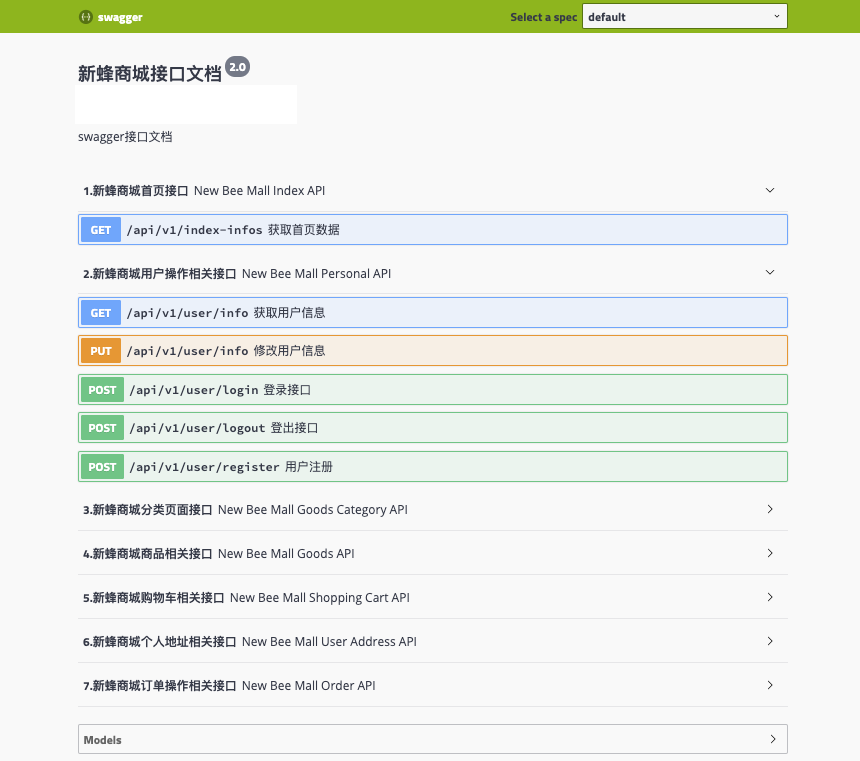 swagger Select a spec default
新蜂商城接口文档 2.0
swagger接口文档
1.新蜂商城首页接口 New Bee Mall Index API
GET /api/v1/index-infos 获取首页数据
2.新蜂商城用户操作相关接口 New Bee Mall Personal API
GET /api/v1/user/info 获取用户信息
PUT /api/v1/user/info 修改用户信息
POST /api/v1/user/login 登录接口
POST /api/v1/user/logout 登出接口
POST /api/v1/user/register 用户注册
3.新蜂商城分类页面接口 New Bee Mall Goods Category API
4.新蜂商城商品相关接口 New Bee Mall Goods API
5.新蜂商城购物车相关接口 New Bee Mall Shopping Cart API
6.新蜂商城个人地址相关接口 New Bee Mall User Address API
7.新蜂商城订单操作相关接口 New Bee Mall Order API
Models